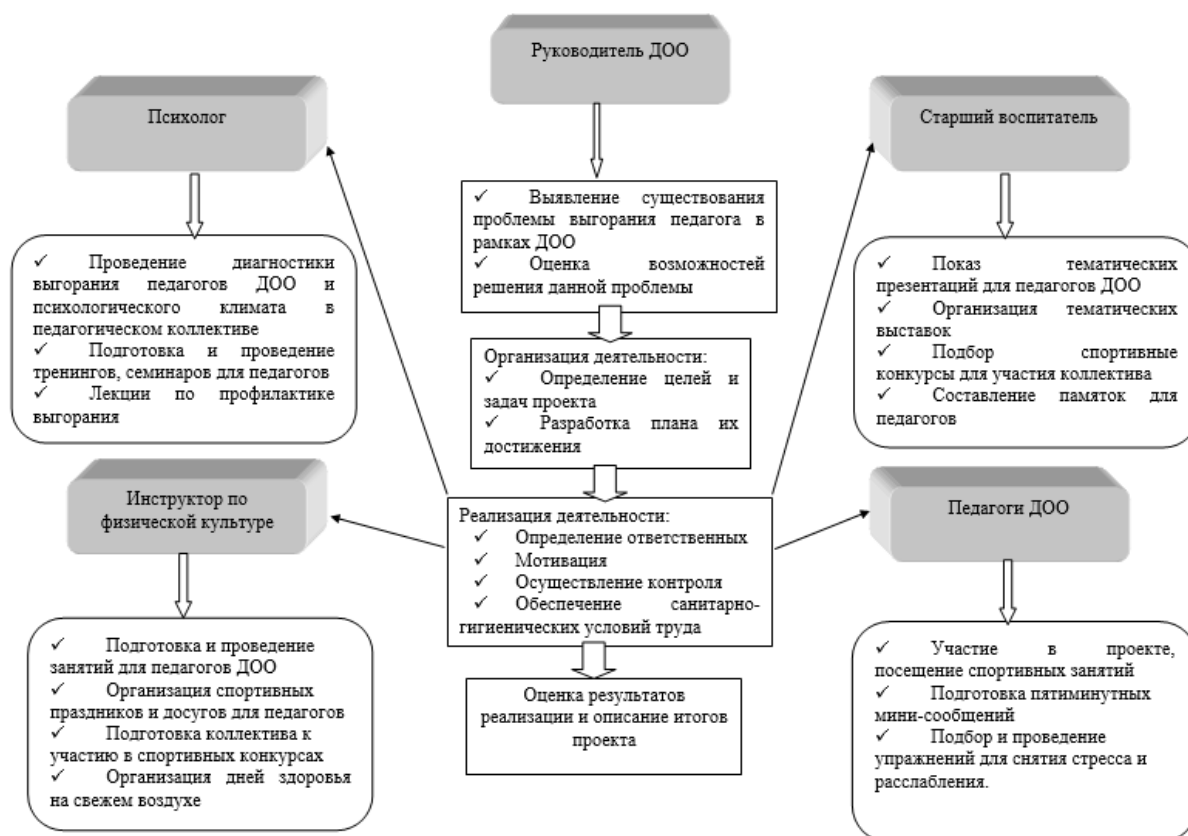 Руководитель ДОО
Психолог
Старший воспитатель
✓ Выявление существования
проблемы выгорания педагога в
рамках ДОО
✓ Оценка возможностей
решения данной проблемы
✓ Проведение диагностики
выгорания педагогов ДОО и
психологического климата в
педагогическом коллективе
✓ Подготовка и проведение
тренингов, семинаров для педагогов
✓ Лекции по профилактике
выгорания
✓ Показ тематических
презентаций для педагогов ДОО
✓ Организация тематических
выставок
✓ Подбор спортивные
конкурсы для участия коллектива
✓ Составление памяток для
педагогов
Организация деятельности:
✓ Определение целей и
задач проекта
✓ Разработка плана их
достижения
Инструктор по
физической культуре
Педагоги ДОО
Реализация деятельности:
✓ Определение ответственных
✓ Мотивация
✓ Осуществление контроля
✓ Обеспечение санитарно-
гигиенических условий труда
✓ Подготовка и проведение
занятий для педагогов ДОО
✓ Организация спортивных
праздников и досугов для педагогов
✓ Подготовка коллектива к
участию в спортивных конкурсах
✓ Организация дней здоровья
на свежем воздухе
✓ Участие в проекте,
посещение спортивных занятий
✓ Подготовка пятиминутных
мини-сообщений
✓ Подбор и проведение
упражнений для снятия стресса и
расслабления.
Оценка результатов
реализации и описание итогов
проекта